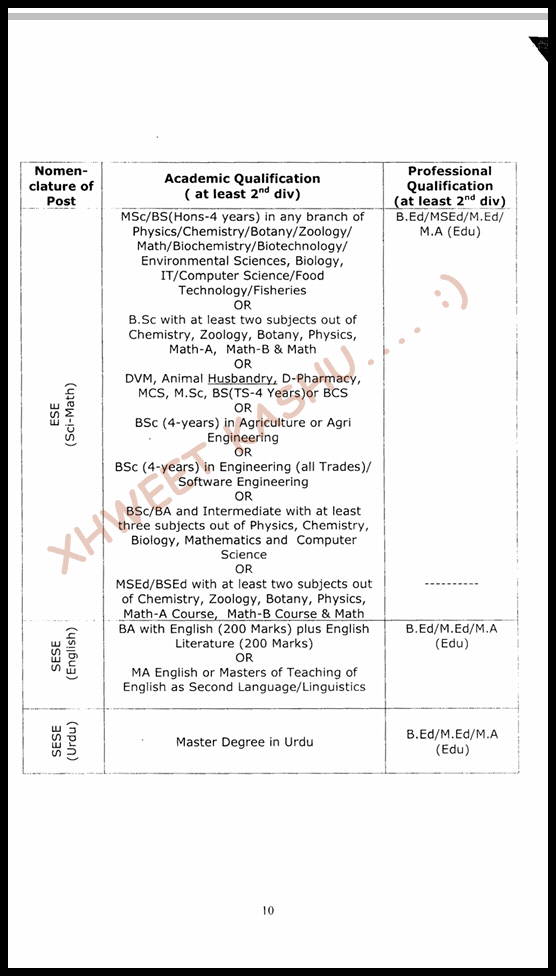 Nomen-
clature of
Post
Academic Qualification
( at least 2nd div)
Professional
Qualification
(at least 2nd div)
ESE
(Sci-Math)
MSc/BS(Hons-4 years) in any branch of
Physics/Chemistry/Botany/Zoology/
Math/Biochemistry/Biotechnology/
Environmental Sciences, Biology,
IT/Computer Science/Food
Technology/Fisheries
OR
B.Sc with at least two subjects out of
Chemistry, Zoology, Botany, Physics,
Math-A, Math-B & Math
OR
DVM, Animal Husbandry, D-Pharmacy,
MCS, M.Sc, BS(TS-4 Years)or BCS
OR
BSc (4-years) in Agriculture or Agri
Engineering
OR
BSc (4-years) in Engineering (all Trades)/
Software Engineering
OR
BSc/BA and Intermediate with at least
three subjects out of Physics, Chemistry,
Biology, Mathematics and Computer
Science
OR
MSEd/BSEd with at least two subjects out
of Chemistry, Zoology, Botany, Physics,
Math-A Course, Math-B Course & Math
B.Ed/MSEd/M.Ed/
M.A (Edu)
----------
SESE
(English)
BA with English (200 Marks) plus English
Literature (200 Marks)
OR
MA English or Masters of Teaching of
English as Second Language/Linguistics
B.Ed/M.Ed/M.A
(Edu)
SESE
(Urdu)
Master Degree in Urdu
B.Ed/M.Ed/M.A
(Edu)
XHWEET KASHU.... :)
10